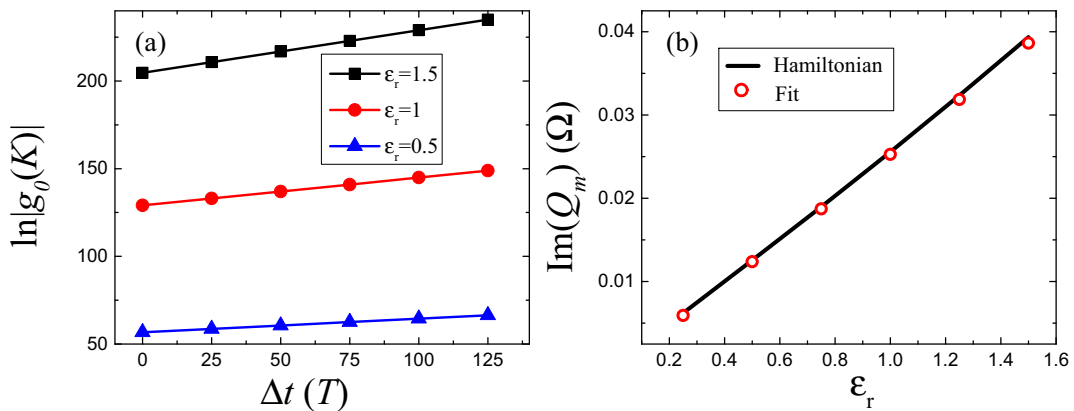 (a)
ln|g₀(K)|
200
150
100
50
εᵣ=1.5
εᵣ=1
εᵣ=0.5
0 25 50 75 100 125
Δt (T)
(b)
Im(Qₘ) (Ω)
0.04
0.03
0.02
0.01
Hamiltonian
Fit
0.2 0.4 0.6 0.8 1.0 1.2 1.4 1.6
εᵣ